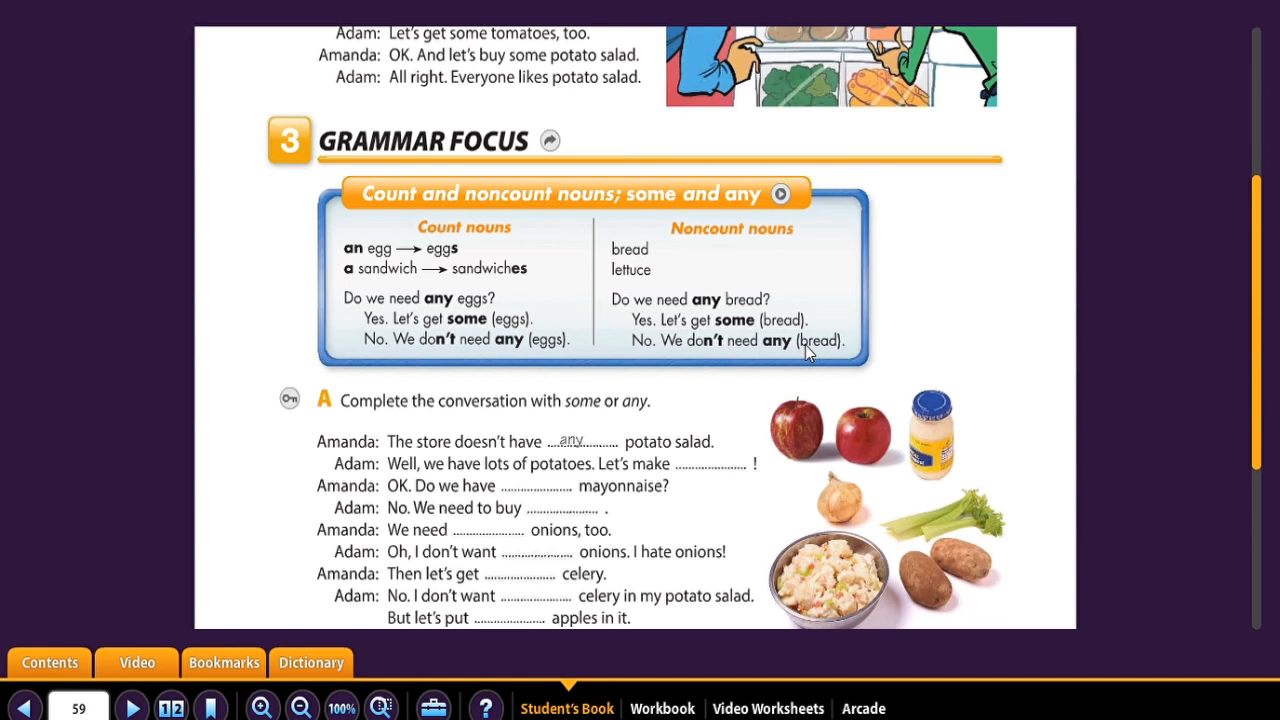 Adam: Let's get some tomatoes, too.
Amanda: OK. And let's buy some potato salad.
Adam: All right. Everyone likes potato salad.
3 GRAMMAR FOCUS
Count and noncount nouns; some and any
Count nouns
an egg → eggs
a sandwich → sandwiches
Do we need any eggs?
Yes. Let's get some (eggs).
No. We don't need any (eggs).
Noncount nouns
bread
lettuce
Do we need any bread?
Yes. Let's get some (bread).
No. We don't need any (bread).
A Complete the conversation with some or any.
Amanda: The store doesn't have ....any.... potato salad.
Adam: Well, we have lots of potatoes. Let's make .................... !
Amanda: OK. Do we have .................... mayonnaise?
Adam: No. We need to buy .................... .
Amanda: We need .................... onions, too.
Adam: Oh, I don't want .................... onions. I hate onions!
Amanda: Then let's get .................... celery.
Adam: No. I don't want .................... celery in my potato salad.
But let's put .................... apples in it.
Contents Video Bookmarks Dictionary
59 1 2 100% ? Student's Book Workbook Video Worksheets Arcade